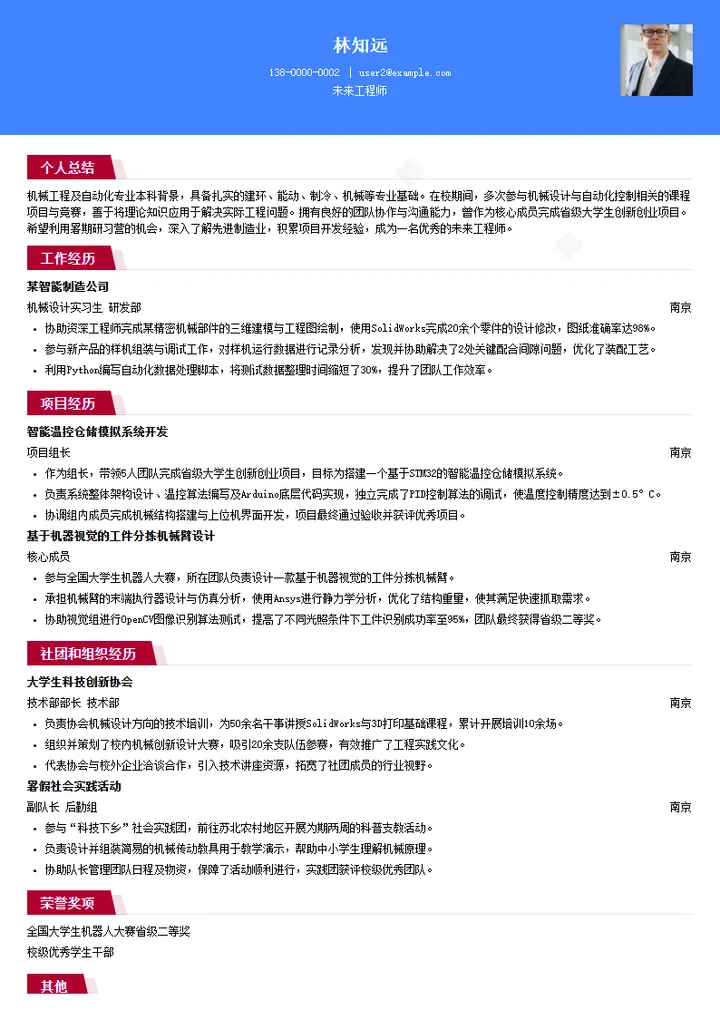 林知远
138-0000-0002 | user2@example.com
未来工程师
个人总结
机械工程及自动化专业本科背景，具备扎实的建环、能动、制冷、机械等专业基础。在校期间，多次参与机械设计与自动化控制相关的课程
项目与竞赛，善于将理论知识应用于解决实际工程问题。拥有良好的团队协作与沟通能力，曾作为核心成员完成省级大学生创新创业项目。
希望利用暑期研习营的机会，深入了解先进制造业，积累项目开发经验，成为一名优秀的未来工程师。
工作经历
某智能制造公司
机械设计实习生 研发部 南京
• 协助资深工程师完成某精密机械部件的三维建模与工程图绘制，使用SolidWorks完成20余个零件的设计修改，图纸准确率达98%。
• 参与新产品的样机组装与调试工作，对样机运行数据进行记录分析，发现并协助解决了2处关键配合间隙问题，优化了装配工艺。
• 利用Python编写自动化数据处理脚本，将测试数据整理时间缩短了30%，提升了团队工作效率。
项目经历
智能温控仓储模拟系统开发
项目组长 南京
• 作为组长，带领5人团队完成省级大学生创新创业项目，目标为搭建一个基于STM32的智能温控仓储模拟系统。
• 负责系统整体架构设计、温控算法编写及Arduino底层代码实现，独立完成了PID控制算法的调试，使温度控制精度达到±0.5°C。
• 协调组内成员完成机械结构搭建与上位机界面开发，项目最终通过验收并获评优秀项目。
基于机器视觉的工件分拣机械臂设计
核心成员 南京
• 参与全国大学生机器人大赛，所在团队负责设计一款基于机器视觉的工件分拣机械臂。
• 承担机械臂的末端执行器设计与仿真分析，使用Ansys进行静力学分析，优化了结构重量，使其满足快速抓取需求。
• 协助视觉组进行OpenCV图像识别算法测试，提高了不同光照条件下工件识别成功率至95%，团队最终获得省级二等奖。
社团和组织经历
大学生科技创新协会
技术部部长 技术部 南京
• 负责协会机械设计方向的技术培训，为50余名干事讲授SolidWorks与3D打印基础课程，累计开展培训10余场。
• 组织并策划了校内机械创新设计大赛，吸引20余支队伍参赛，有效推广了工程实践文化。
• 代表协会与校外企业洽谈合作，引入技术讲座资源，拓宽了社团成员的行业视野。
暑假社会实践活动
副队长 后勤组 南京
• 参与“科技下乡”社会实践团，前往苏北农村地区开展为期两周的科普支教活动。
• 负责设计并组装简易的机械传动教具用于教学演示，帮助中小学生理解机械原理。
• 协助队长管理团队日程及物资，保障了活动顺利进行，实践团获评校级优秀团队。
荣誉奖项
全国大学生机器人大赛省级二等奖
校级优秀学生干部
其他